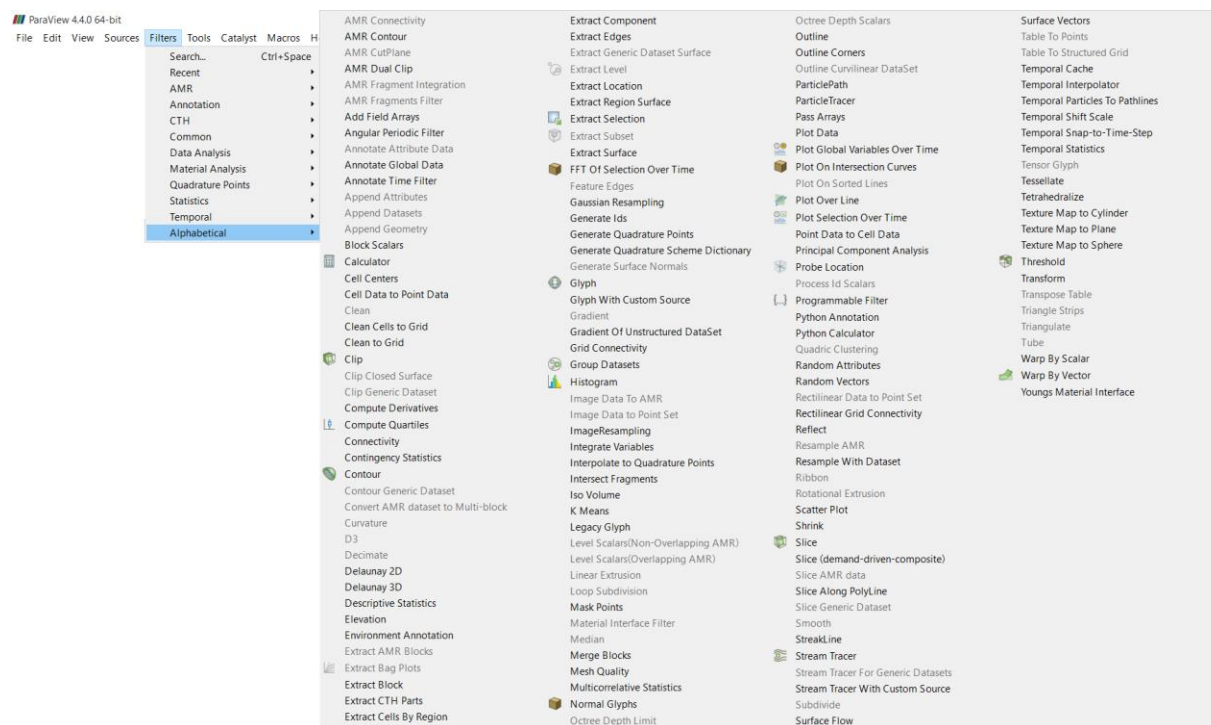 ParaView 4.4.0 64-bit
File Edit View Sources Filters Tools Catalyst Macros H
Search... Ctrl+Space
Recent
AMR
Annotation
CTH
Common
Data Analysis
Material Analysis
Quadrature Points
Statistics
Temporal
Alphabetical
AMR Connectivity
AMR Contour
AMR CutPlane
AMR Dual Clip
AMR Fragment Integration
AMR Fragments Filter
Add Field Arrays
Angular Periodic Filter
Annotate Attribute Data
Annotate Global Data
Annotate Time Filter
Append Attributes
Append Datasets
Append Geometry
Block Scalars
Calculator
Cell Centers
Cell Data to Point Data
Clean
Clean Cells to Grid
Clean to Grid
Clip
Clip Closed Surface
Clip Generic Dataset
Compute Derivatives
Compute Quartiles
Connectivity
Contingency Statistics
Contour
Contour Generic Dataset
Convert AMR dataset to Multi-block
Curvature
D3
Decimate
Delaunay 2D
Delaunay 3D
Descriptive Statistics
Elevation
Environment Annotation
Extract AMR Blocks
Extract Bag Plots
Extract Block
Extract CTH Parts
Extract Cells By Region
Extract Component
Extract Edges
Extract Generic Dataset Surface
Extract Level
Extract Location
Extract Region Surface
Extract Selection
Extract Subset
Extract Surface
FFT Of Selection Over Time
Feature Edges
Gaussian Resampling
Generate Ids
Generate Quadrature Points
Generate Quadrature Scheme Dictionary
Generate Surface Normals
Glyph
Glyph With Custom Source
Gradient
Gradient Of Unstructured DataSet
Grid Connectivity
Group Datasets
Histogram
Image Data To AMR
Image Data to Point Set
ImageResampling
Integrate Variables
Interpolate to Quadrature Points
Intersect Fragments
Iso Volume
K Means
Legacy Glyph
Level Scalars(Non-Overlapping AMR)
Level Scalars(Overlapping AMR)
Linear Extrusion
Loop Subdivision
Mask Points
Material Interface Filter
Median
Merge Blocks
Mesh Quality
Multicorrelative Statistics
Normal Glyphs
Octree Depth Limit
Octree Depth Scalars
Outline
Outline Corners
Outline Curvilinear DataSet
ParticlePath
ParticleTracer
Pass Arrays
Plot Data
Plot Global Variables Over Time
Plot On Intersection Curves
Plot On Sorted Lines
Plot Over Line
Plot Selection Over Time
Point Data to Cell Data
Principal Component Analysis
Probe Location
Process Id Scalars
Programmable Filter
Python Annotation
Python Calculator
Quadric Clustering
Random Attributes
Random Vectors
Rectilinear Data to Point Set
Rectilinear Grid Connectivity
Reflect
Resample AMR
Resample With Dataset
Ribbon
Rotational Extrusion
Scatter Plot
Shrink
Slice
Slice (demand-driven-composite)
Slice AMR data
Slice Along PolyLine
Slice Generic Dataset
Smooth
StreakLine
Stream Tracer
Stream Tracer For Generic Datasets
Stream Tracer With Custom Source
Subdivide
Surface Flow
Surface Vectors
Table To Points
Table To Structured Grid
Temporal Cache
Temporal Interpolator
Temporal Particles To Pathlines
Temporal Shift Scale
Temporal Snap-to-Time-Step
Temporal Statistics
Tensor Glyph
Tessellate
Tetrahedralize
Texture Map to Cylinder
Texture Map to Plane
Texture Map to Sphere
Threshold
Transform
Transpose Table
Triangle Strips
Triangulate
Tube
Warp By Scalar
Warp By Vector
Youngs Material Interface